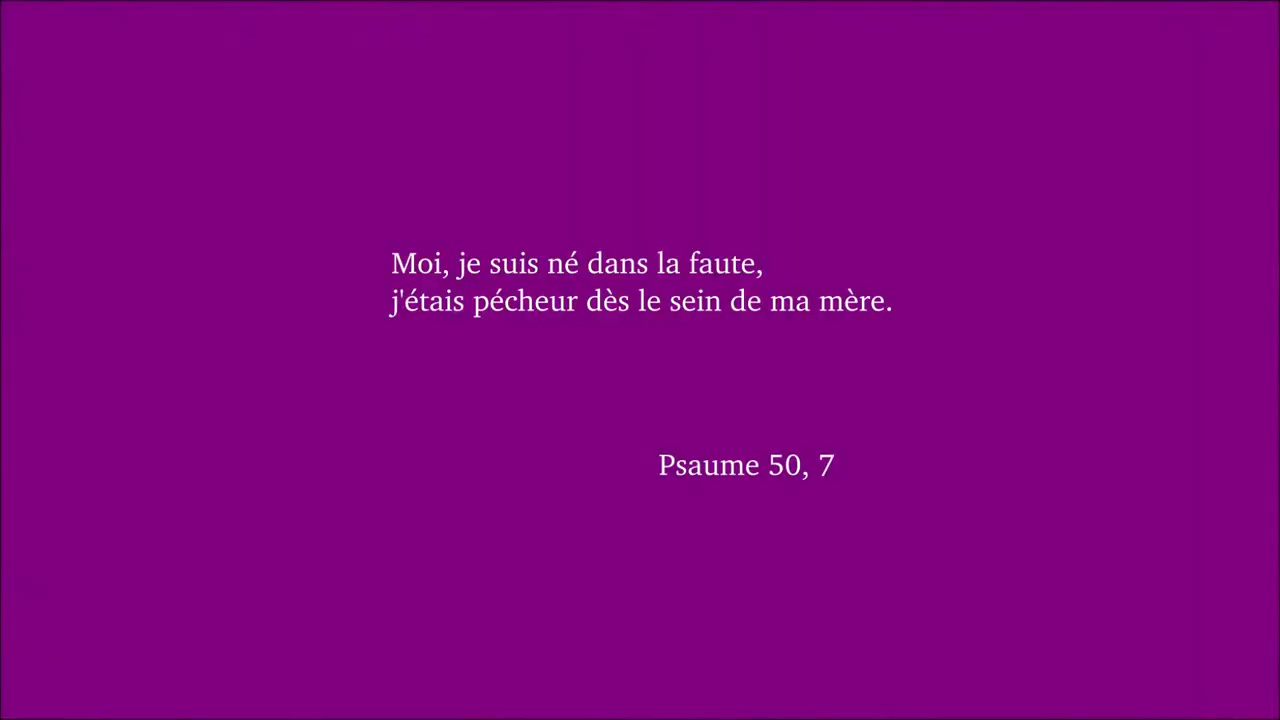 Moi, je suis né dans la faute,
j'étais pécheur dès le sein de ma mère.
Psaume 50, 7